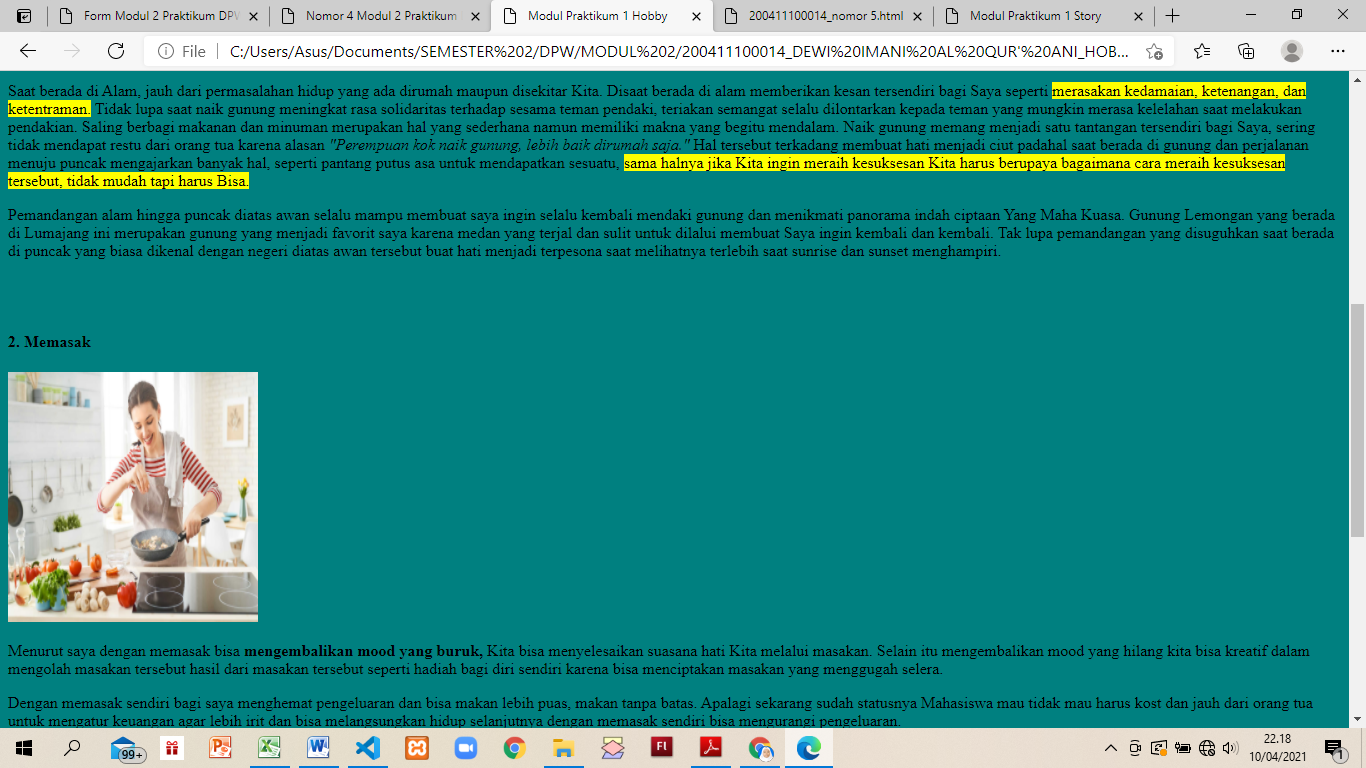 Form Modul 2 Praktikum DPW
Nomor 4 Modul 2 Praktikum
Modul Praktikum 1 Hobby
200411100014_nomor 5.html
Modul Praktikum 1 Story
File
C:/Users/Asus/Documents/SEMESTER%202/DPW/MODUL%202/200411100014_DEWI%20IMANI%20AL%20QUR'%20ANI_HOB...
Saat berada di Alam, jauh dari permasalahan hidup yang ada dirumah maupun disekitar Kita. Disaat berada di alam memberikan kesan tersendiri bagi Saya seperti merasakan kedamaian, ketenangan, dan
ketentraman. Tidak lupa saat naik gunung meningkat rasa solidaritas terhadap sesama teman pendaki, teriakan semangat selalu dilontarkan kepada teman yang mungkin merasa kelelahan saat melakukan
pendakian. Saling berbagi makanan dan minuman merupakan hal yang sederhana namun memiliki makna yang begitu mendalam. Naik gunung memang menjadi satu tantangan tersendiri bagi Saya, sering
tidak mendapat restu dari orang tua karena alasan "Perempuan kok naik gunung, lebih baik dirumah saja." Hal tersebut terkadang membuat hati menjadi ciut padahal saat berada di gunung dan perjalanan
menuju puncak mengajarkan banyak hal, seperti pantang putus asa untuk mendapatkan sesuatu, sama halnya jika Kita ingin meraih kesuksesan Kita harus berupaya bagaimana cara meraih kesuksesan
tersebut, tidak mudah tapi harus Bisa.
Pemandangan alam hingga puncak diatas awan selalu mampu membuat saya ingin selalu kembali mendaki gunung dan menikmati panorama indah ciptaan Yang Maha Kuasa. Gunung Lemongan yang berada
di Lumajang ini merupakan gunung yang menjadi favorit saya karena medan yang terjal dan sulit untuk dilalui membuat Saya ingin kembali dan kembali. Tak lupa pemandangan yang disuguhkan saat berada
di puncak yang biasa dikenal dengan negeri diatas awan tersebut buat hati menjadi terpesona saat melihatnya terlebih saat sunrise dan sunset menghampiri.
2. Memasak
Menurut saya dengan memasak bisa mengembalikan mood yang buruk, Kita bisa menyelesaikan suasana hati Kita melalui masakan. Selain itu mengembalikan mood yang hilang kita bisa kreatif dalam
mengolah masakan tersebut hasil dari masakan tersebut seperti hadiah bagi diri sendiri karena bisa menciptakan masakan yang menggugah selera.
Dengan memasak sendiri bagi saya menghemat pengeluaran dan bisa makan lebih puas, makan tanpa batas. Apalagi sekarang sudah statusnya Mahasiswa mau tidak mau harus kost dan jauh dari orang tua
untuk mengatur keuangan agar lebih irit dan bisa melangsungkan hidup selanjutnya dengan memasak sendiri bisa mengurangi pengeluaran.
99+
Fl
22.18
10/04/2021
1